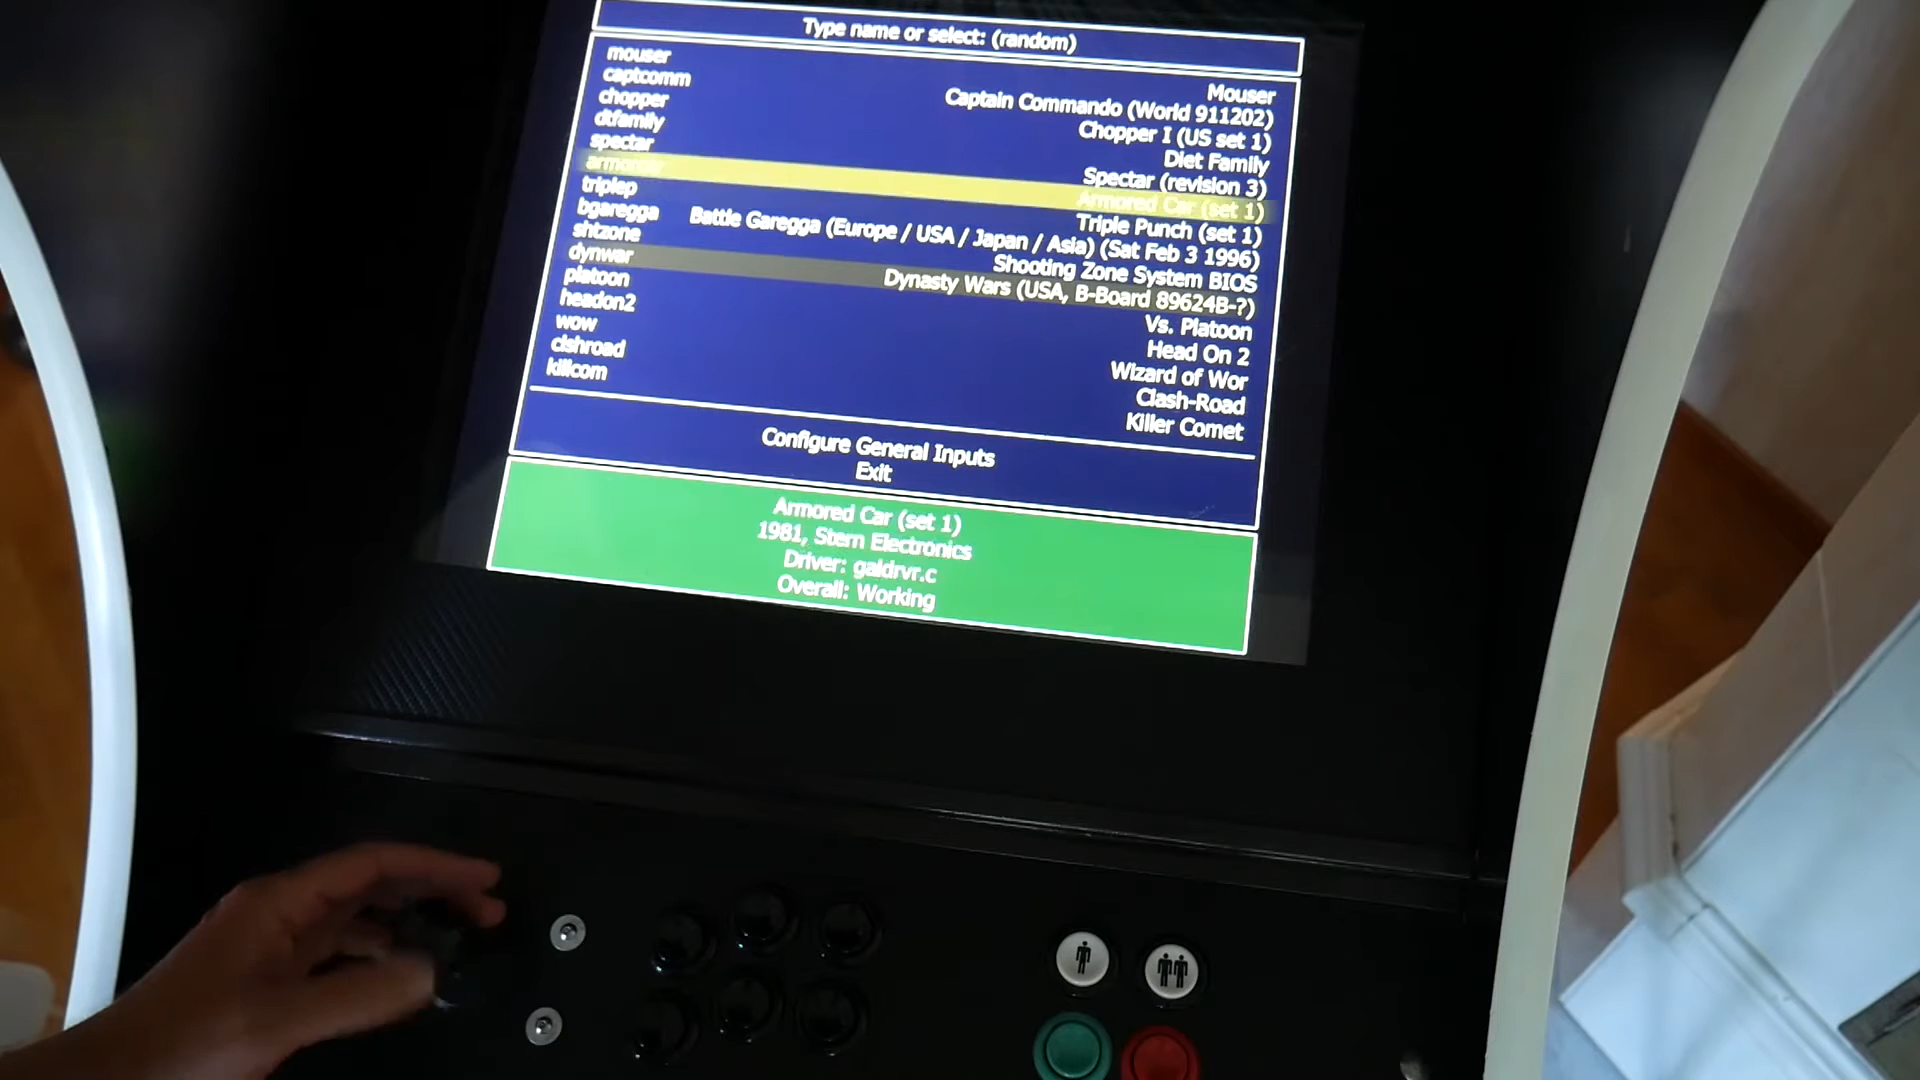 Type name or select: (random)
mouser Mouser
captcomm Captain Commando (World 911202)
chopper Chopper I (US set 1)
dtfamily Diet Family
spectar Spectar (revision 3)
Armored Car (set 1)
triplep Triple Punch (set 1)
bgaregga Battle Garegga (Europe / USA / Japan / Asia) (Sat Feb 3 1996)
shtzone Shooting Zone System BIOS
dynwar Dynasty Wars (USA, B-Board 89624B-?)
platoon Vs. Platoon
headon2 Head On 2
wow Wizard of Wor
clshroad Clash-Road
killcom Killer Comet
Configure General Inputs
Exit
Armored Car (set 1)
1981, Stern Electronics
Driver: galdrvr.c
Overall: Working